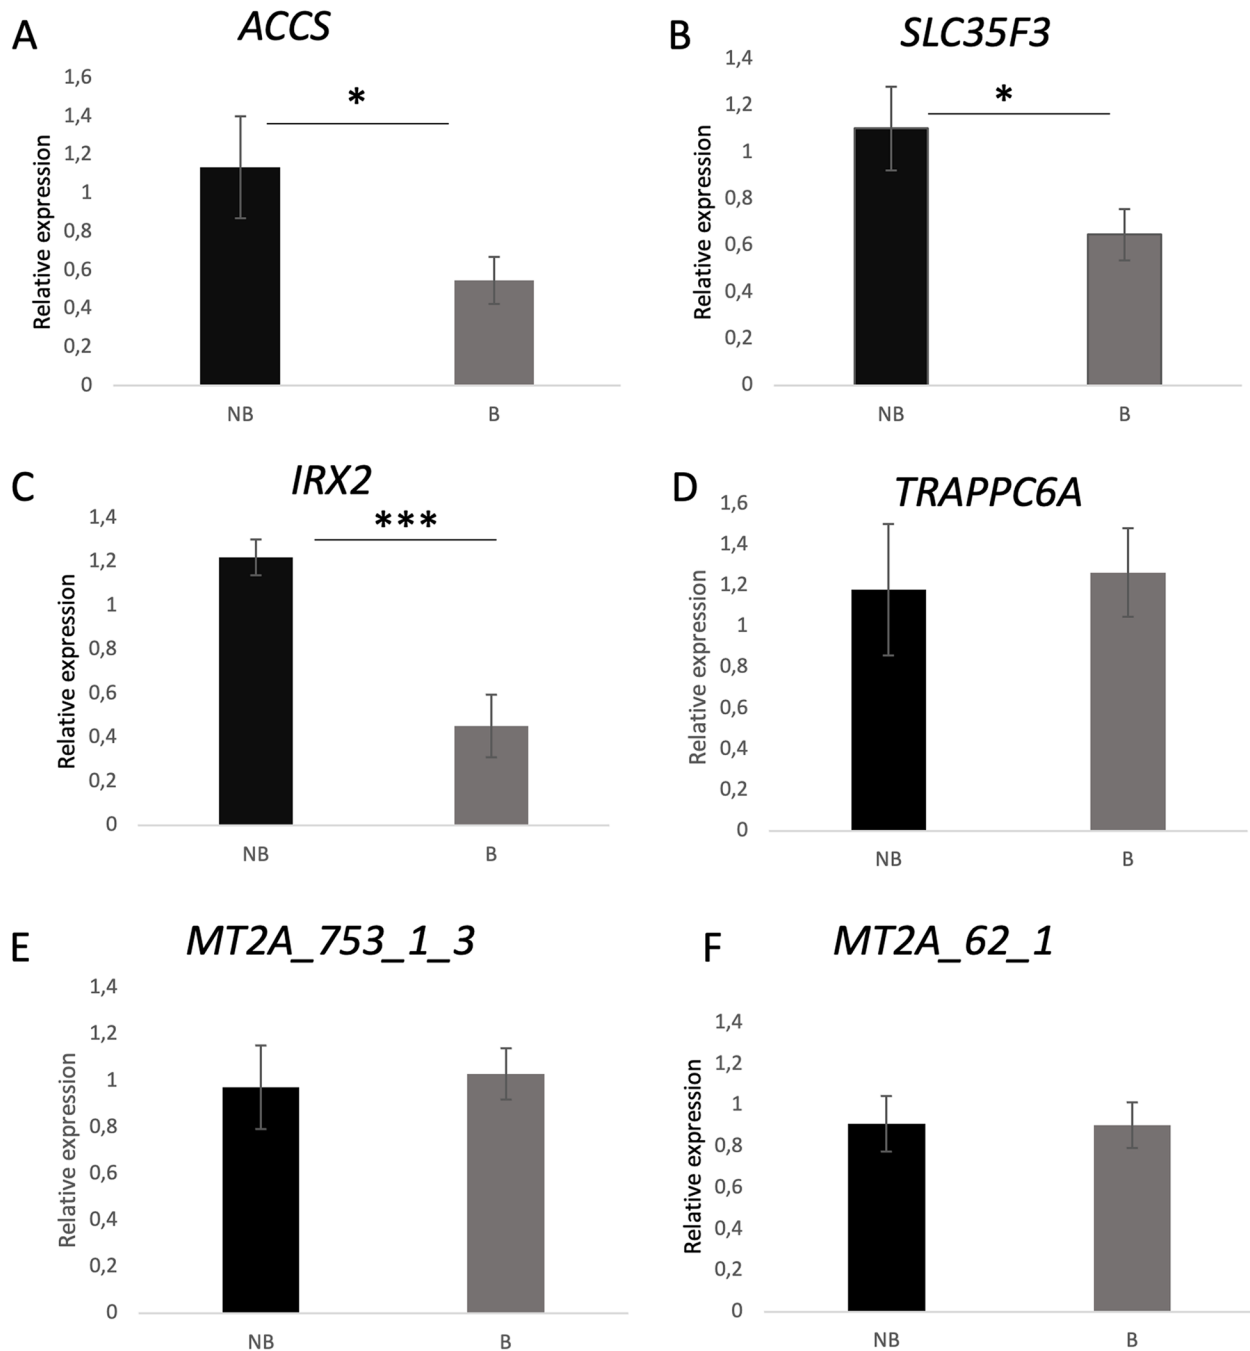 A
ACCS
1,6
1,4
1,2
1
0,8
0,6
0,4
0,2
0
Relative expression
*
NB
B
B
SLC35F3
1,4
1,2
1
0,8
0,6
0,4
0,2
0
Relative expression
*
NB
B
C
IRX2
1,4
1,2
1
0,8
0,6
0,4
0,2
0
Relative expression
***
NB
B
D
TRAPPC6A
1,6
1,4
1,2
1
0,8
0,6
0,4
0,2
0
Relative expression
NB
B
E
MT2A_753_1_3
1,4
1,2
1
0,8
0,6
0,4
0,2
0
Relative expression
NB
B
F
MT2A_62_1
1,4
1,2
1
0,8
0,6
0,4
0,2
0
Relative expression
NB
B